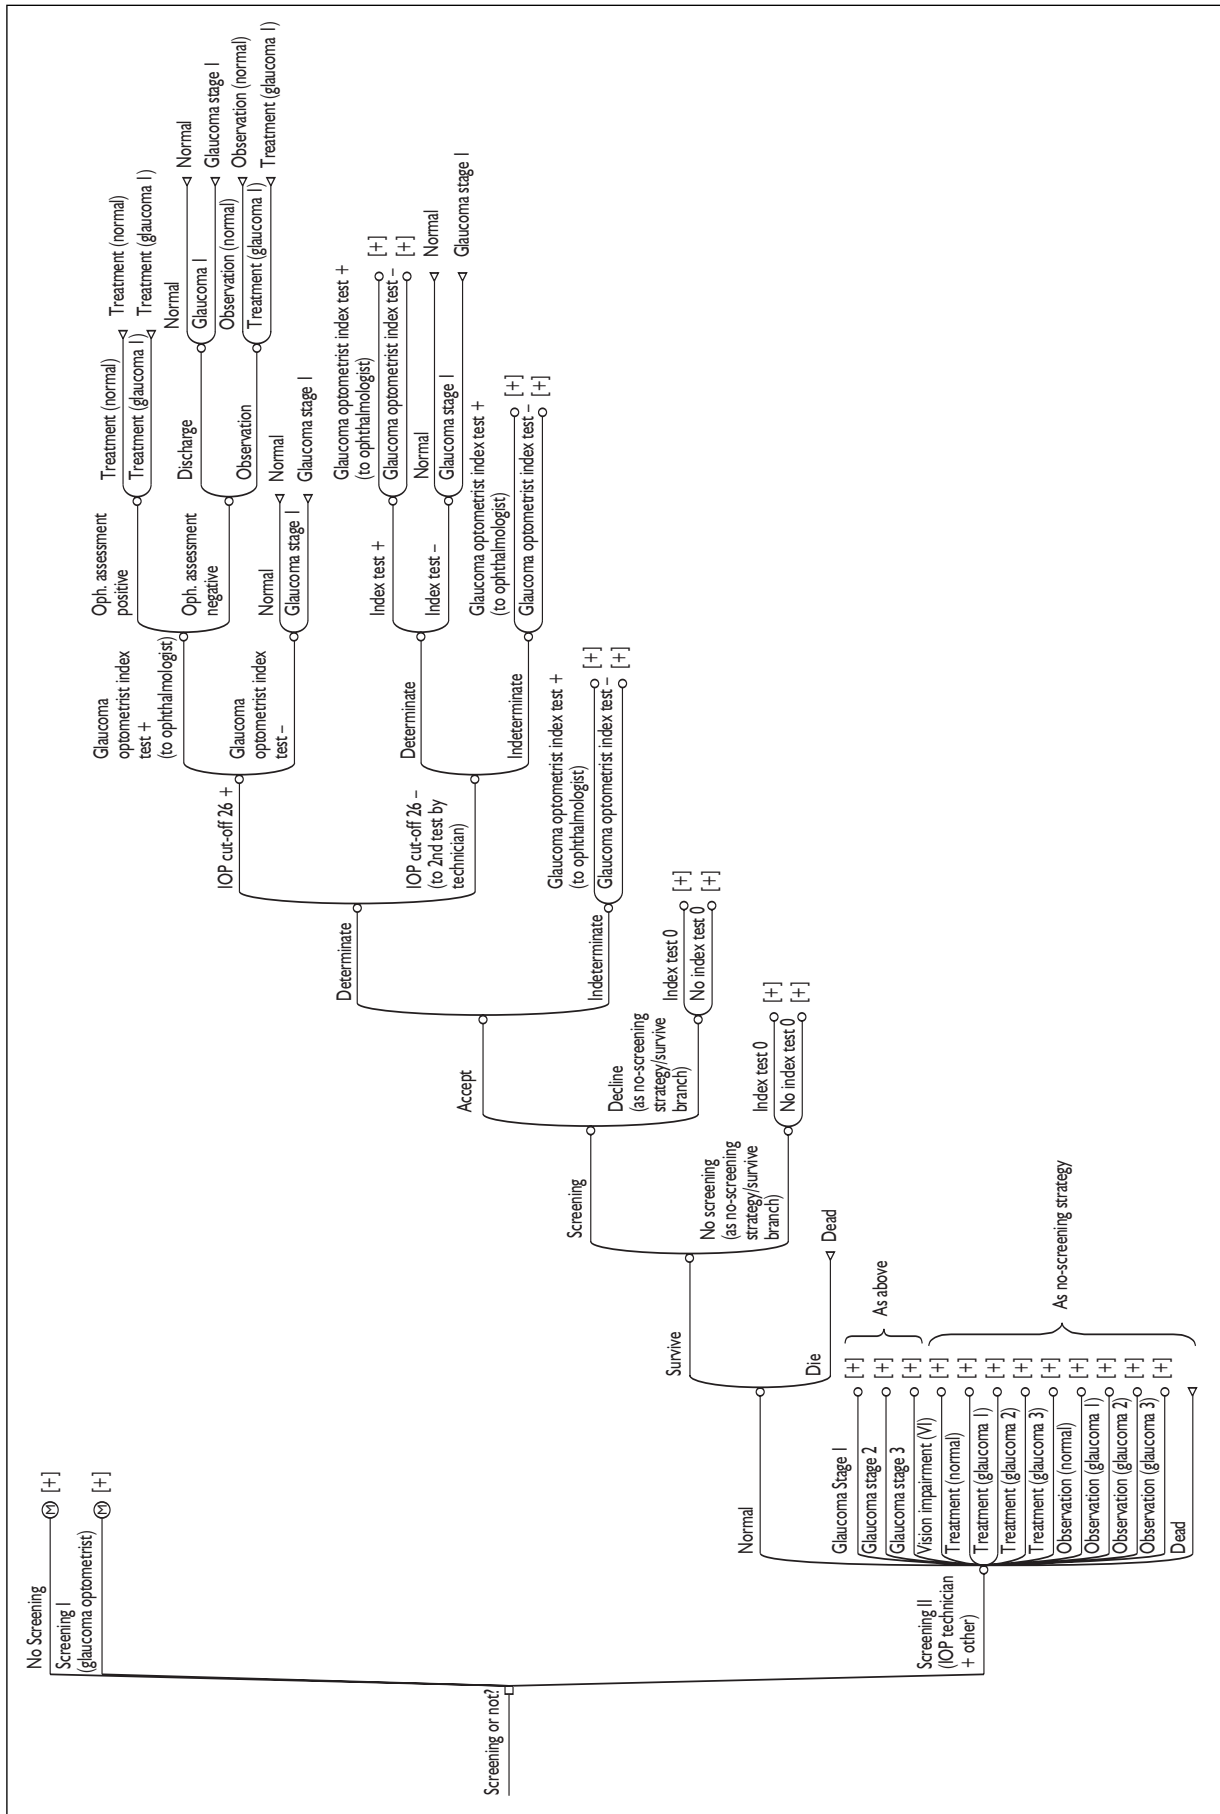 Screening or not?
No Screening
[+]
Screening I
(glaucoma optometrist)
[+]
Screening II
(IOP technician
+ other)
Normal
Survive
Screening
Accept
Determinate
IOP cut-off 26 +
Glaucoma
optometrist index
test +
(to ophthalmologist)
Oph. assessment
positive
Treatment (normal)
Treatment (normal)
Treatment (glaucoma I)
Treatment (glaucoma I)
Oph. assessment
negative
Discharge
Normal
Normal
Glaucoma I
Glaucoma stage I
Observation
Observation (normal)
Observation (normal)
Treatment (glaucoma I)
Treatment (glaucoma I)
Glaucoma
optometrist index
test –
Normal
Normal
Glaucoma stage I
Glaucoma stage I
IOP cut-off 26 –
(to 2nd test by
technician)
Determinate
Index test +
Glaucoma optometrist index test +
(to ophthalmologist)
[+]
Glaucoma optometrist index test –
[+]
Index test –
Normal
Normal
Glaucoma stage I
Glaucoma stage I
Indeterminate
Glaucoma optometrist index test +
(to ophthalmologist)
[+]
Glaucoma optometrist index test –
[+]
Indeterminate
Glaucoma optometrist index test +
(to ophthalmologist)
[+]
Glaucoma optometrist index test –
[+]
Decline
(as no-screening
strategy/survive
branch)
Index test 0
[+]
No index test 0
[+]
No screening
(as no-screening
strategy/survive
branch)
Index test 0
[+]
No index test 0
[+]
Die
Dead
Glaucoma Stage I
[+]
Glaucoma stage 2
[+]
Glaucoma stage 3
[+]
As above
Vision impairment (VI)
[+]
Treatment (normal)
[+]
Treatment (glaucoma I)
[+]
Treatment (glaucoma 2)
[+]
Treatment (glaucoma 3)
[+]
Observation (normal)
[+]
Observation (glaucoma I)
[+]
Observation (glaucoma 2)
[+]
Observation (glaucoma 3)
[+]
Dead
As no-screening strategy